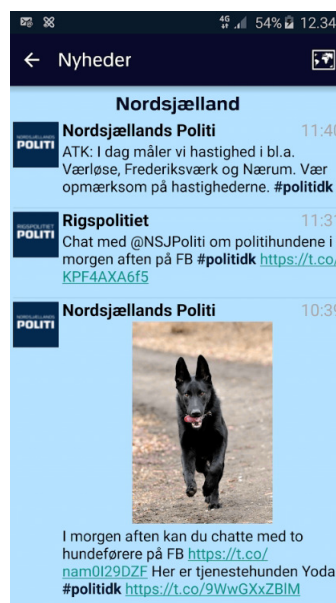 4G 54% 12.34
Nyheder
Nordsjælland
Nordsjællands Politi 11:40
POLITI
ATK: I dag måler vi hastighed i bl.a.
Værløse, Frederiksværk og Nærum. Vær
opmærksom på hastighederne. #politidk
Rigspolitiet 11:31
POLITI
Chat med @NSJPoliti om politihundene i
morgen aften på FB #politidk https://t.co/
KPF4AXA6f5
Nordsjællands Politi 10:39
POLITI
I morgen aften kan du chatte med to
hundeførere på FB https://t.co/
nam0I29DZF Her er tjenestehunden Yoda
#politidk https://t.co/9WwGXxZBlM